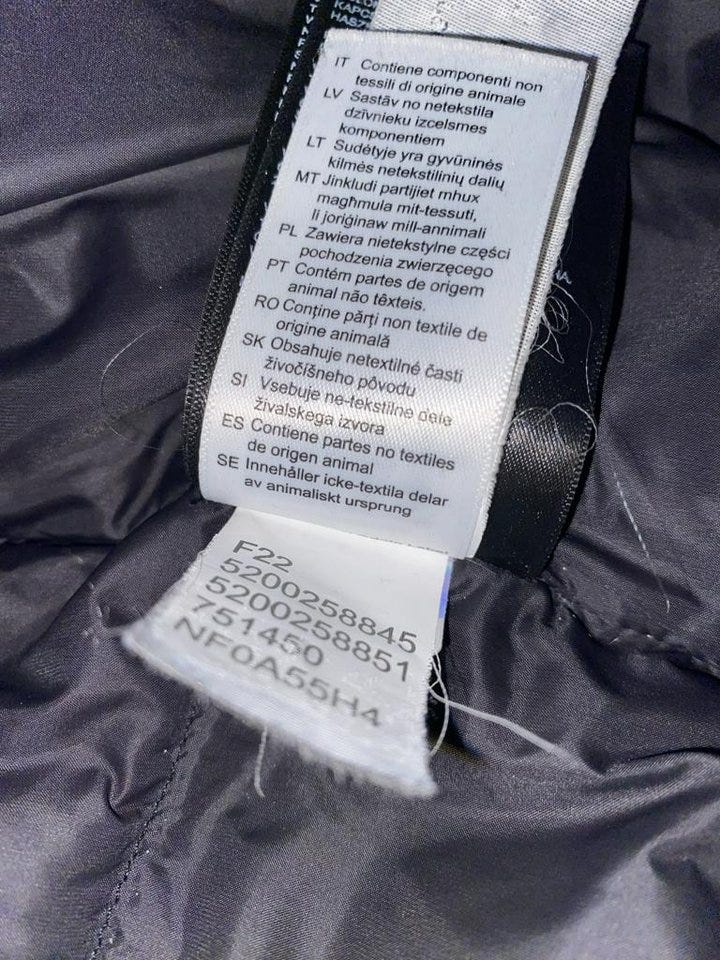 IT Contiene componenti non
tessili di origine animale
LV Sastāv no netekstila
dzīvnieku izcelsmes
komponentiem
LT Sudėtyje yra gyvūninės
kilmės netekstilinių dalių
MT Jinkludi partijiet mhux
magħmula mit-tessuti,
li joriġinaw mill-annimali
PL Zawiera nietekstylne części
pochodzenia zwierzęcego
PT Contém partes de origem
animal não têxteis.
RO Conţine părţi non textile de
origine animală
SK Obsahuje netextilné časti
živočíšneho pôvodu
SI Vsebuje ne-tekstilne dele
živalskega izvora
ES Contiene partes no textiles
de origen animal
SE Innehåller icke-textila delar
av animaliskt ursprung
F22
5200258845
5200258851
751450
NF0A55H4